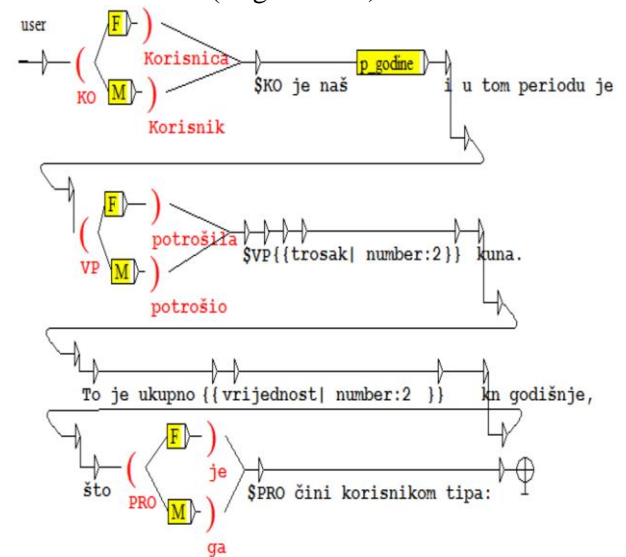 user
F
Korisnica
( KO
M
Korisnik
$KO je naš p_godine i u tom periodu je
F
potrošila
( VP
M
potrošio
$VP{{trosak| number:2}} kuna.
To je ukupno {{vrijednost| number:2 }} kn godišnje,
što
F
je
( PRO
M
ga
$PRO čini korisnikom tipa: